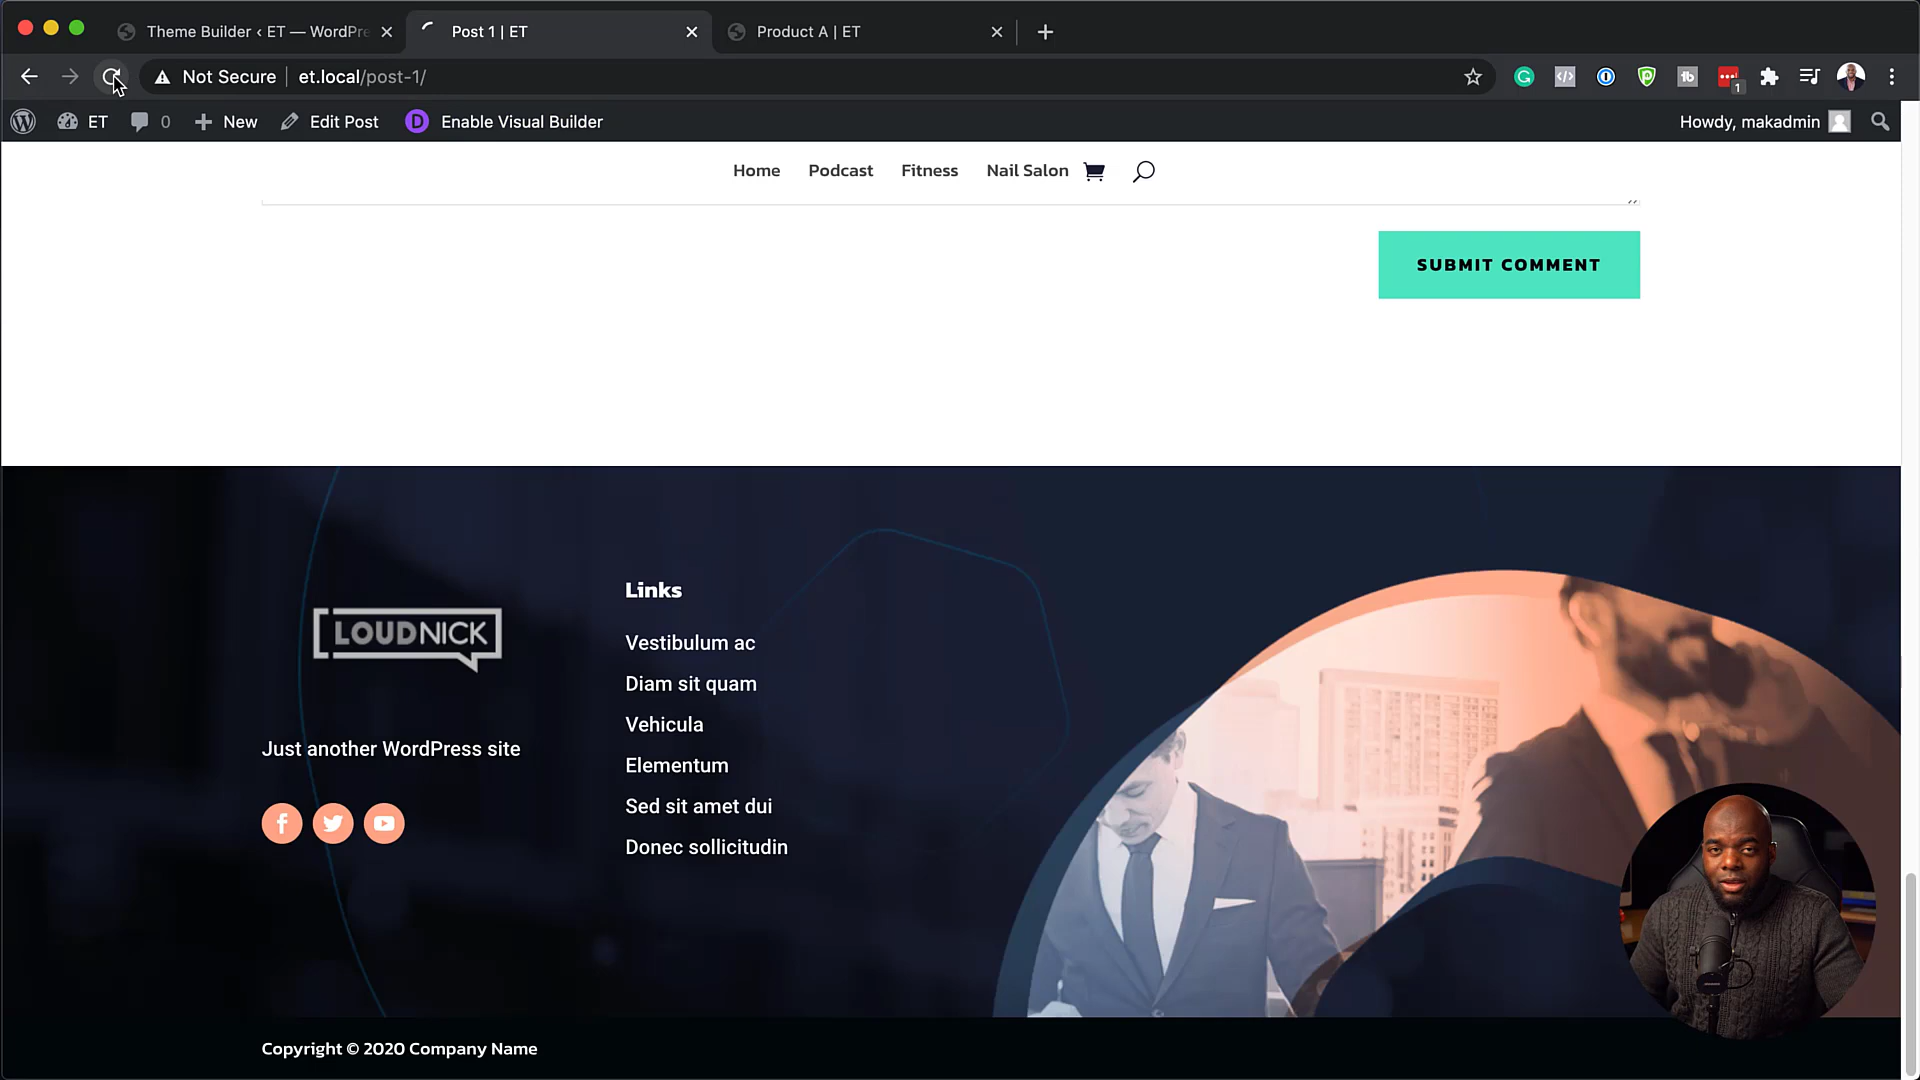 Theme Builder ‹ ET — WordPre
Post 1 | ET
Product A | ET
Not Secure
et.local/post-1/
1
ET
0
New
Edit Post
D
Enable Visual Builder
Howdy, makadmin
Home
Podcast
Fitness
Nail Salon
SUBMIT COMMENT
LOUDNICK
Just another WordPress site
Links
Vestibulum ac
Diam sit quam
Vehicula
Elementum
Sed sit amet dui
Donec sollicitudin
Copyright © 2020 Company Name